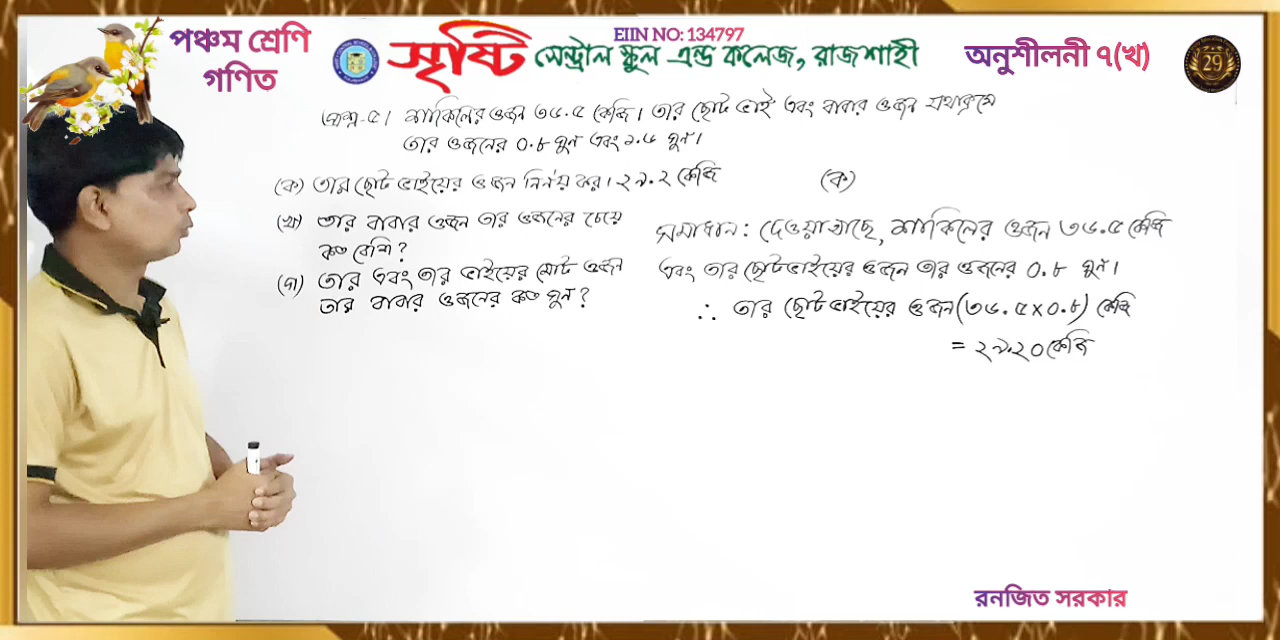 পঞ্চম শ্রেণি
গণিত
EIIN NO: 134797
সৃষ্টি সেন্ট্রাল স্কুল এন্ড কলেজ, রাজশাহী
অনুশীলনী ৭(খ)
29
প্রশ্ন-৫। শাকিলের ওজন ৩৬.৫ কেজি। তার ছোট ভাই এবং বাবার ওজন যথাক্রমে
তার ওজনের ০.৮ গুণ এবং ১.৬ গুণ।
(ক) তার ছোট ভাইয়ের ওজন নির্ণয় কর। ২৯.২ কেজি
(খ) তার বাবার ওজন তার ওজনের চেয়ে
কত বেশি?
(গ) তার এবং তার ভাইয়ের মোট ওজন
তার বাবার ওজনের কত গুণ?
(ক)
সমাধান: দেওয়া আছে, শাকিলের ওজন ৩৬.৫ কেজি
এবং তার ছোট ভাইয়ের ওজন তার ওজনের ০.৮ গুণ।
∴ তার ছোট ভাইয়ের ওজন (৩৬.৫×০.৮) কেজি
= ২৯.২০ কেজি
রনজিত সরকার